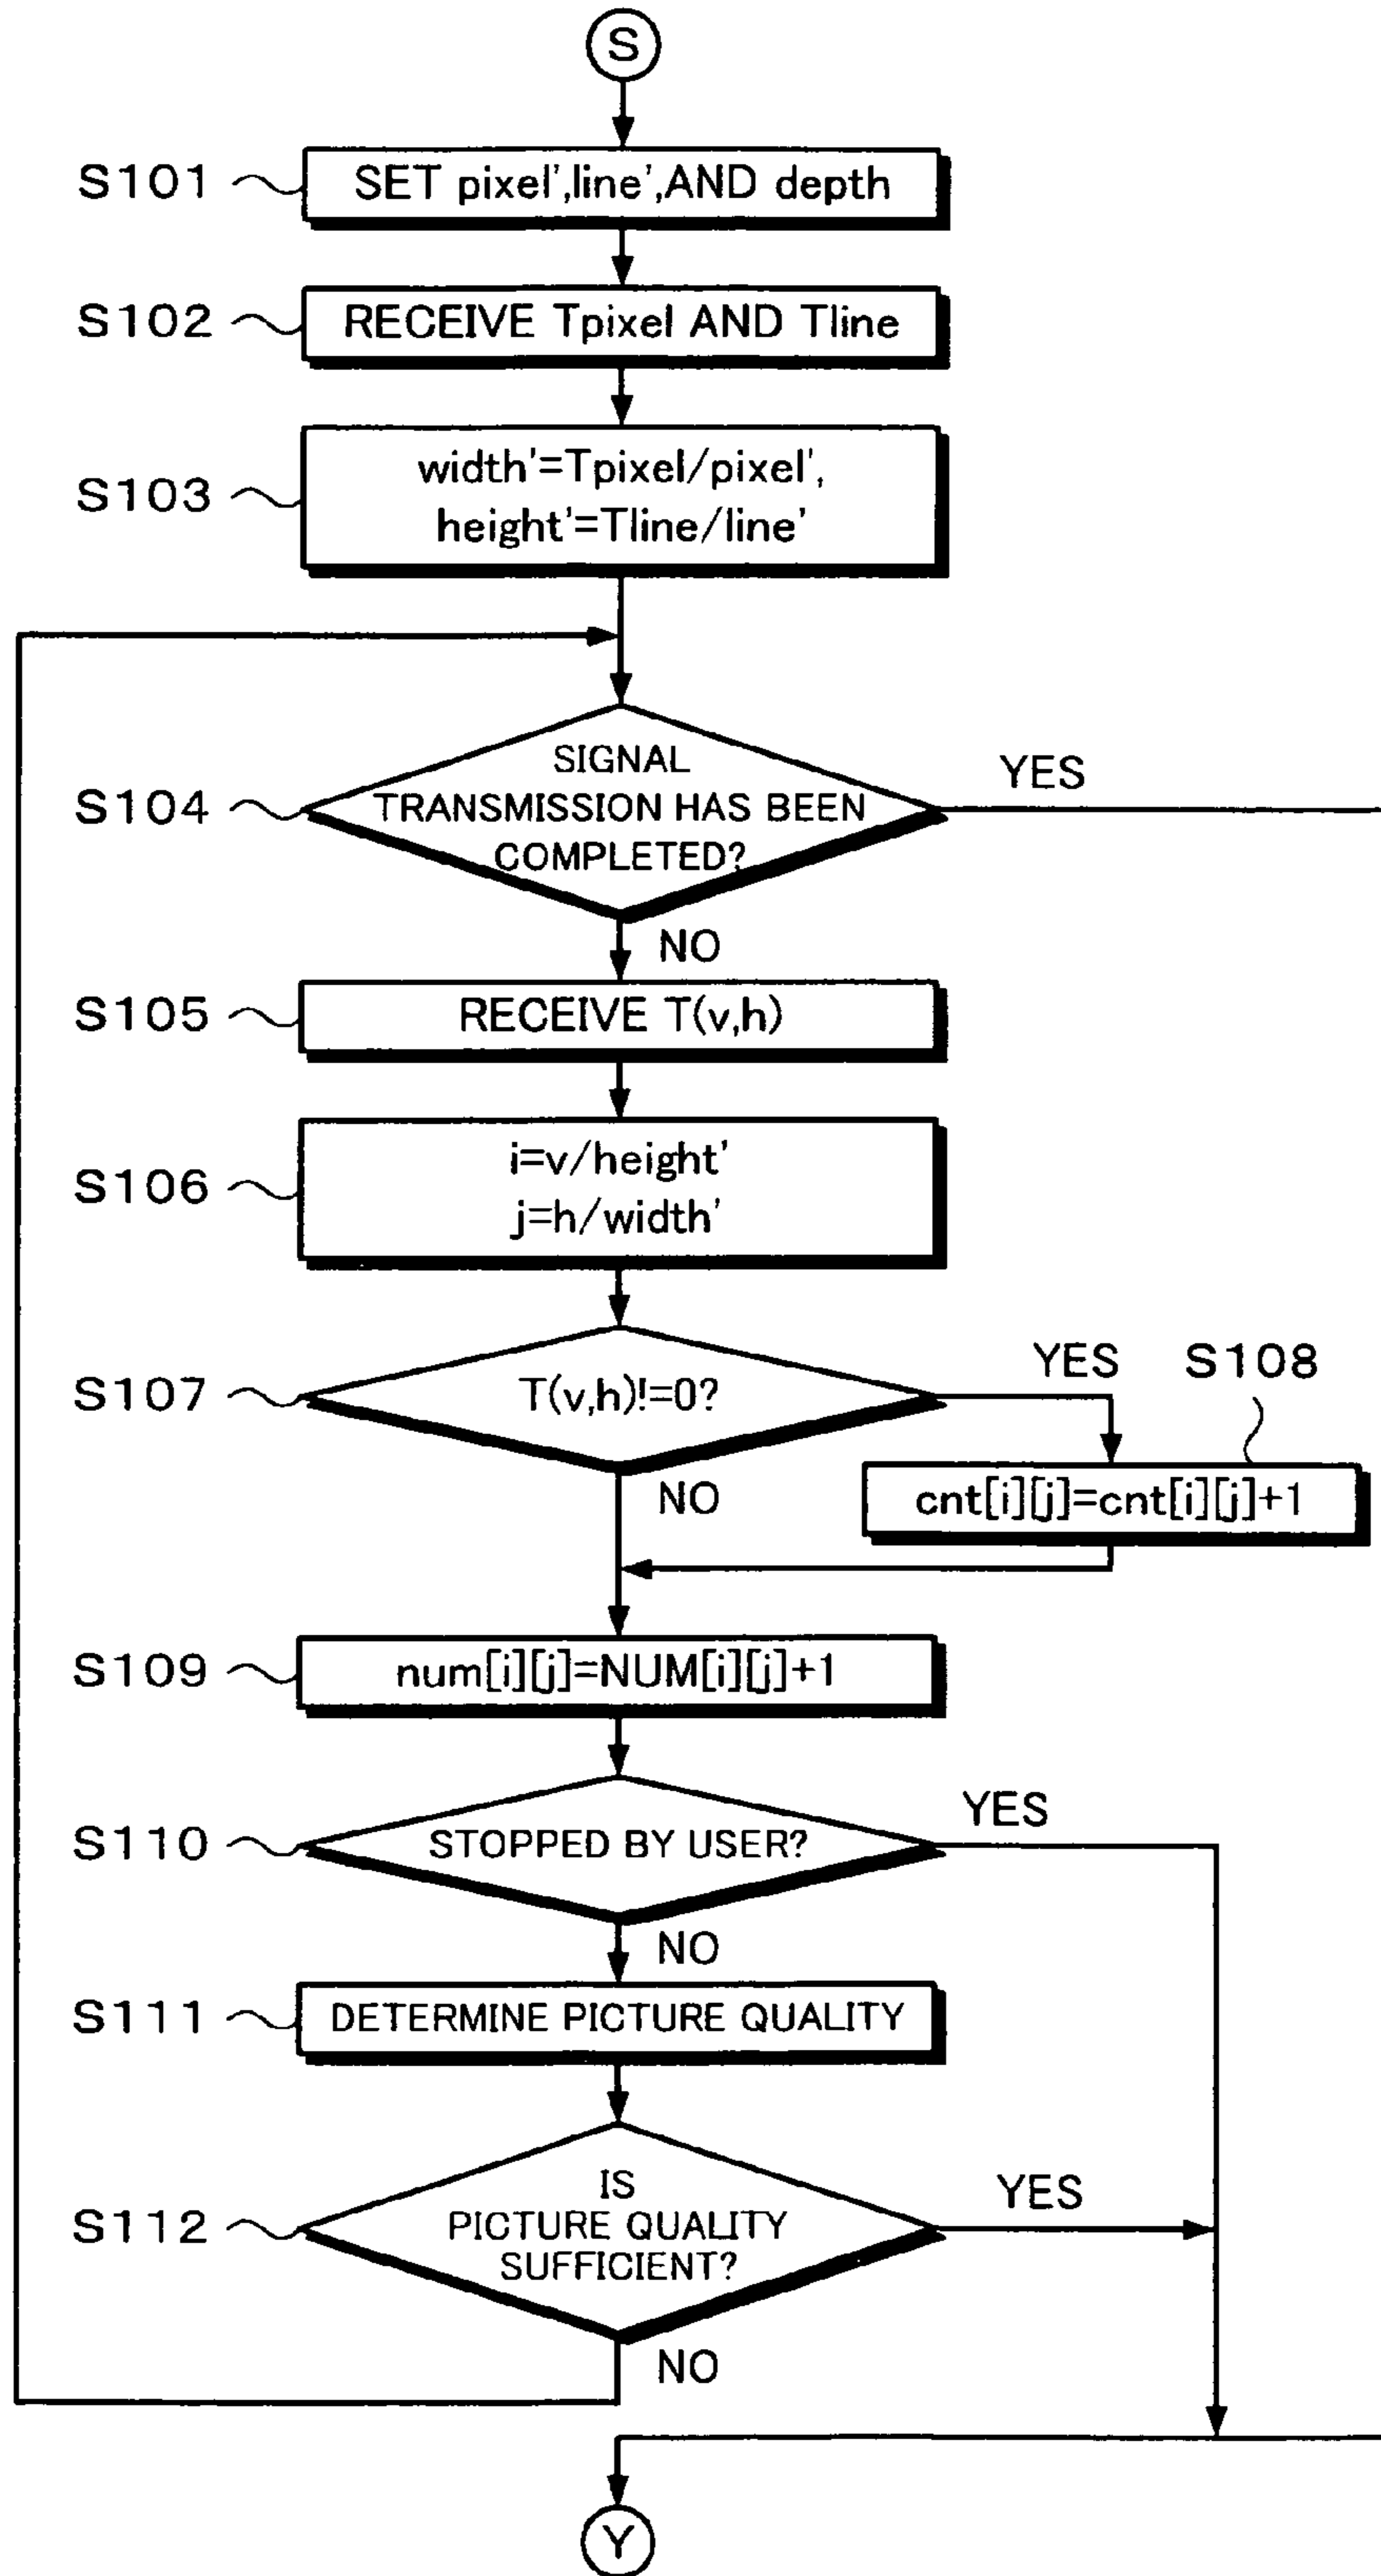 S
S101
SET pixel',line',AND depth
S102
RECEIVE Tpixel AND Tline
S103
width'=Tpixel/pixel',
height'=Tline/line'
S104
SIGNAL
TRANSMISSION HAS BEEN
COMPLETED?
YES
NO
S105
RECEIVE T(v,h)
S106
i=v/height'
j=h/width'
S107
T(v,h)!=0?
YES
S108
NO
cnt[i][j]=cnt[i][j]+1
S109
num[i][j]=NUM[i][j]+1
S110
STOPPED BY USER?
YES
NO
S111
DETERMINE PICTURE QUALITY
S112
IS
PICTURE QUALITY
SUFFICIENT?
YES
NO
Y